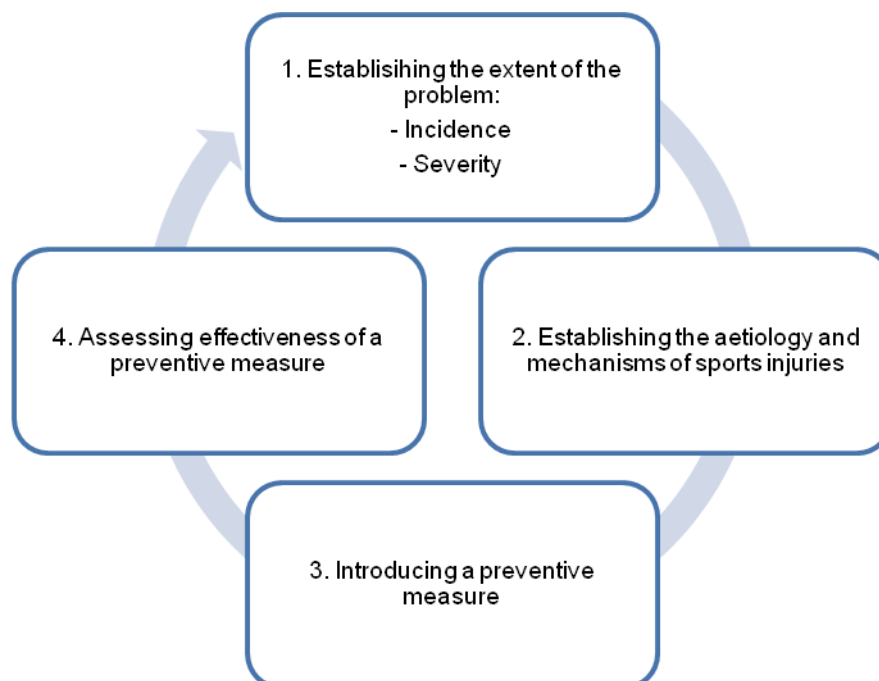 1. Establisihing the extent of the
problem:
- Incidence
- Severity
2. Establishing the aetiology and
mechanisms of sports injuries
3. Introducing a preventive
measure
4. Assessing effectiveness of a
preventive measure